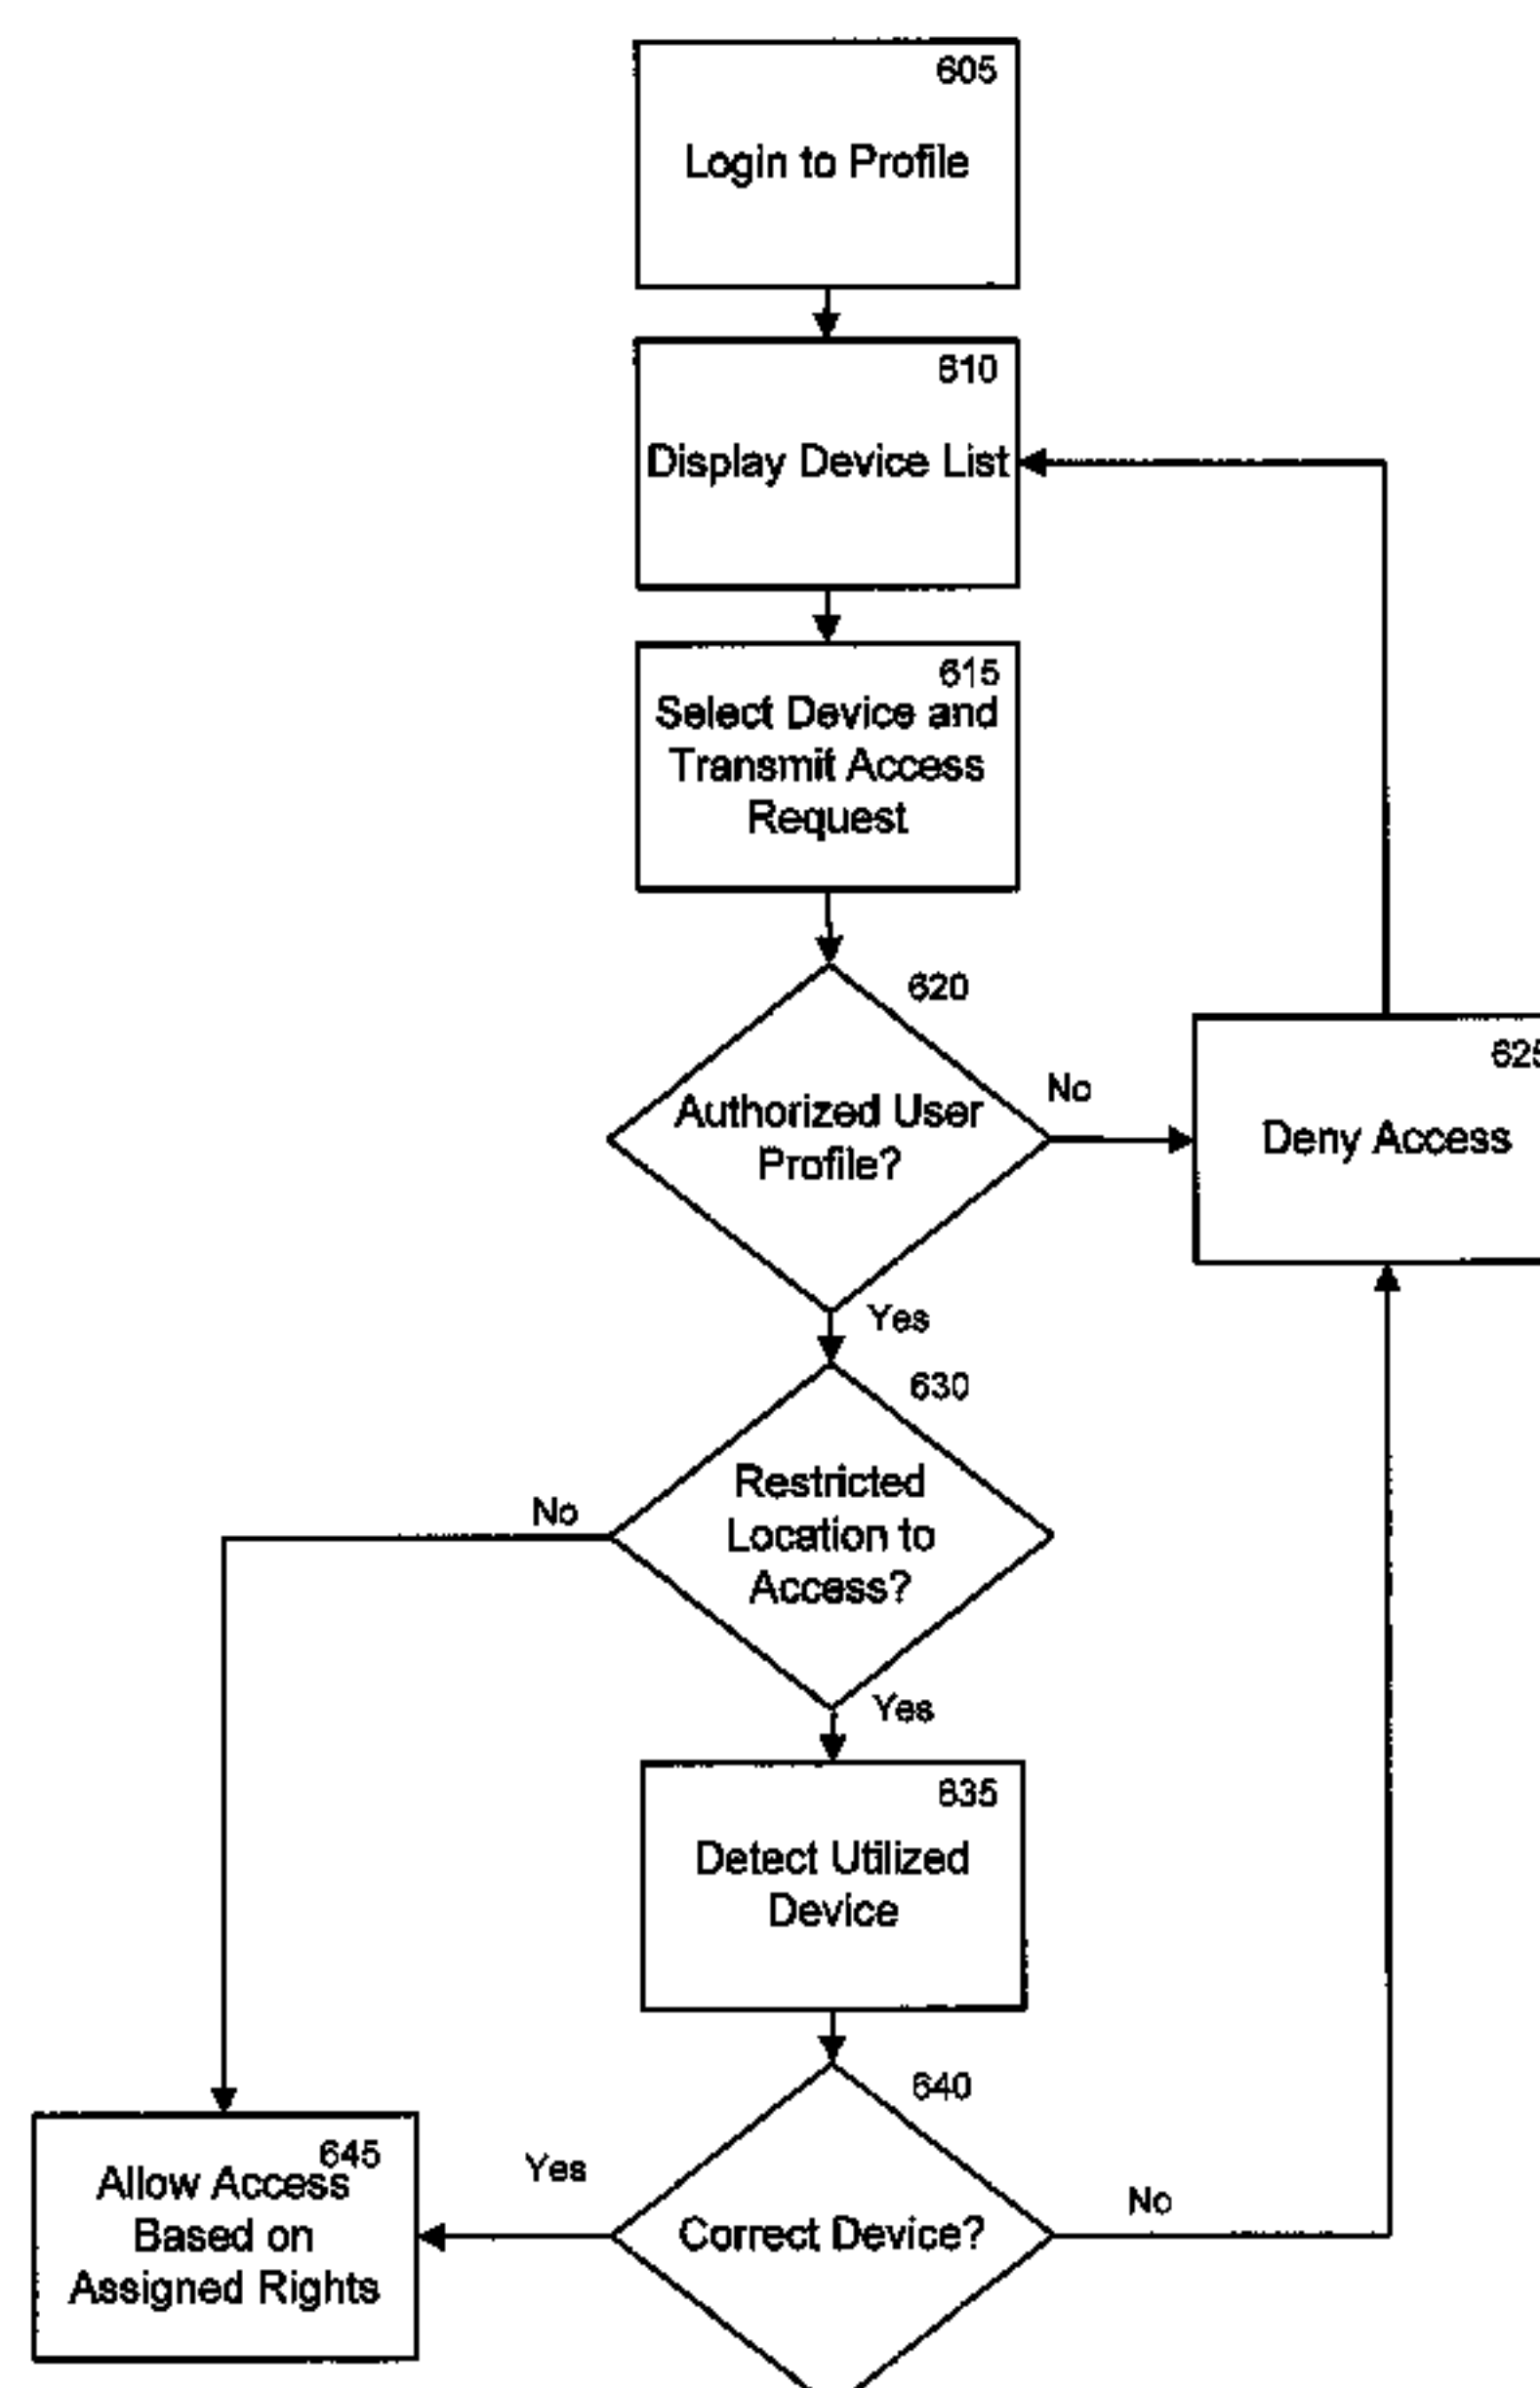 605
Login to Profile
610
Display Device List
615
Select Device and
Transmit Access
Request
620
Authorized User
Profile?
No
625
Deny Access
Yes
630
Restricted
Location to
Access?
No
Yes
635
Detect Utilized
Device
640
Correct Device?
Yes
No
645
Allow Access
Based on
Assigned Rights